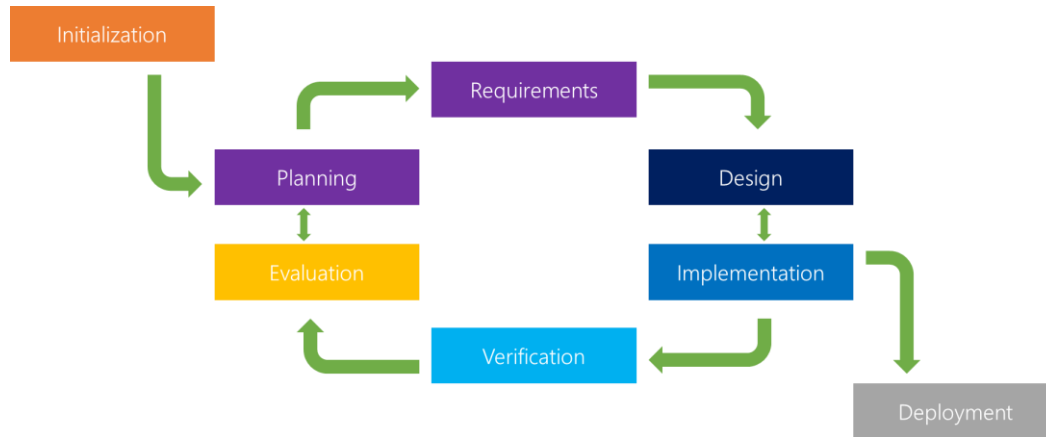 Initialization
Requirements
Planning
Design
Evaluation
Implementation
Verification
Deployment